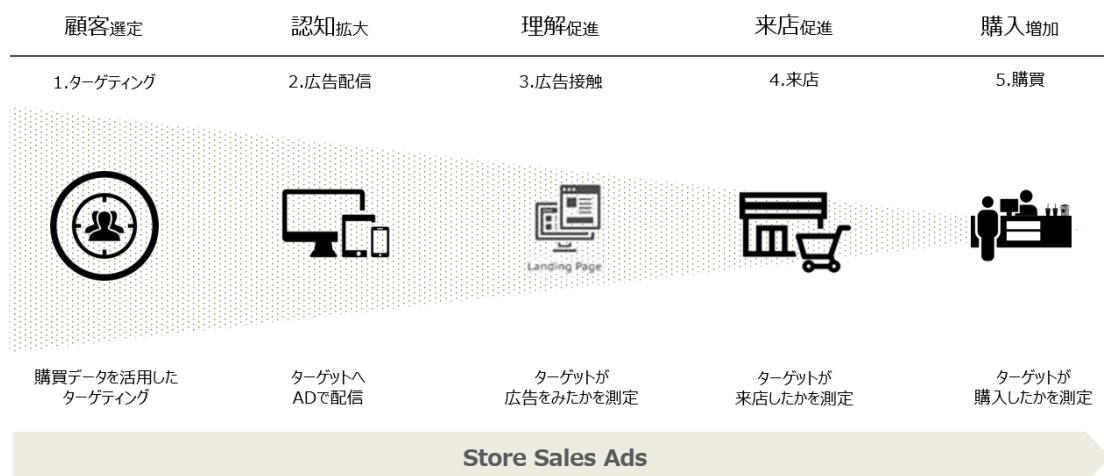 顧客選定
認知拡大
理解促進
来店促進
購入増加
1.ターゲティング
2.広告配信
3.広告接触
4.来店
5.購買
Landing Page
購買データを活用した
ターゲティング
ターゲットへ
ADで配信
ターゲットが
広告をみたかを測定
ターゲットが
来店したかを測定
ターゲットが
購入したかを測定
Store Sales Ads